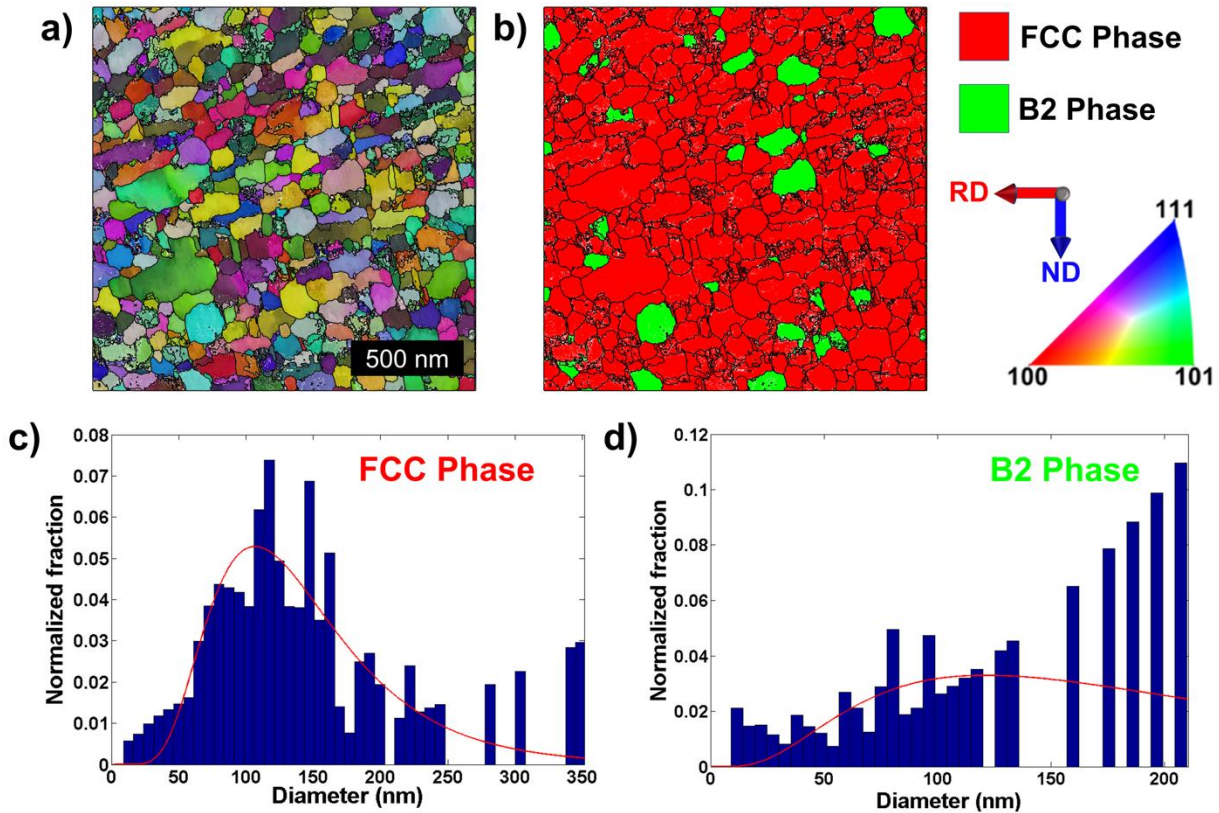 a)
b)
FCC Phase
B2 Phase
RD
ND
111
100
101
500 nm
c)
FCC Phase
Normalized fraction
0.08
0.07
0.06
0.05
0.04
0.03
0.02
0.01
0
0 50 100 150 200 250 300 350
Diameter (nm)
d)
B2 Phase
Normalized fraction
0.12
0.1
0.08
0.06
0.04
0.02
0
0 50 100 150 200
Diameter (nm)